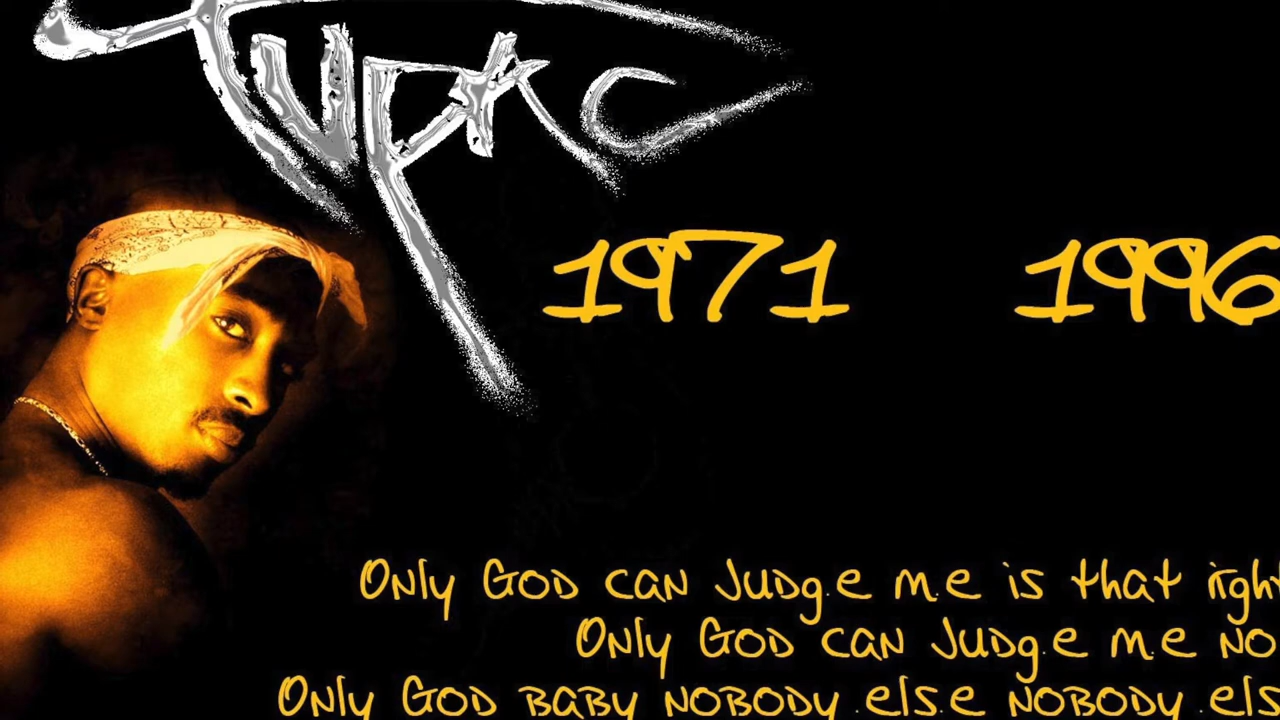 TUPAC
1971 1996
Only GOD can Judge me is that right
Only GOD can Judge me no
Only GOD baby nobody else nobody els